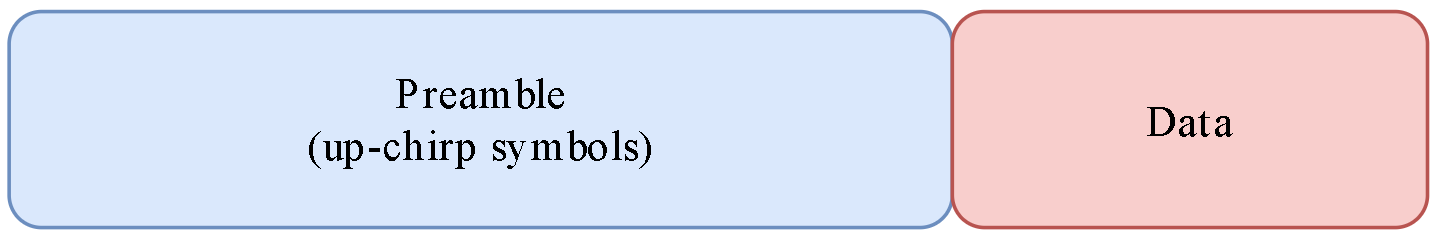 Preamble
(up-chirp symbols)
Data